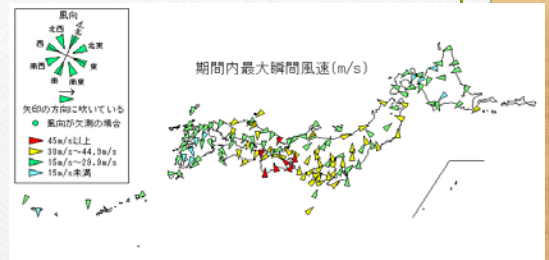 風向
北
北西
北東
西
東
南西
南東
南
矢印の方向に吹いている
風向が欠測の場合
45m/s以上
30m/s～44.9m/s
15m/s～29.9m/s
15m/s未満
期間内最大瞬間風速(m/s)